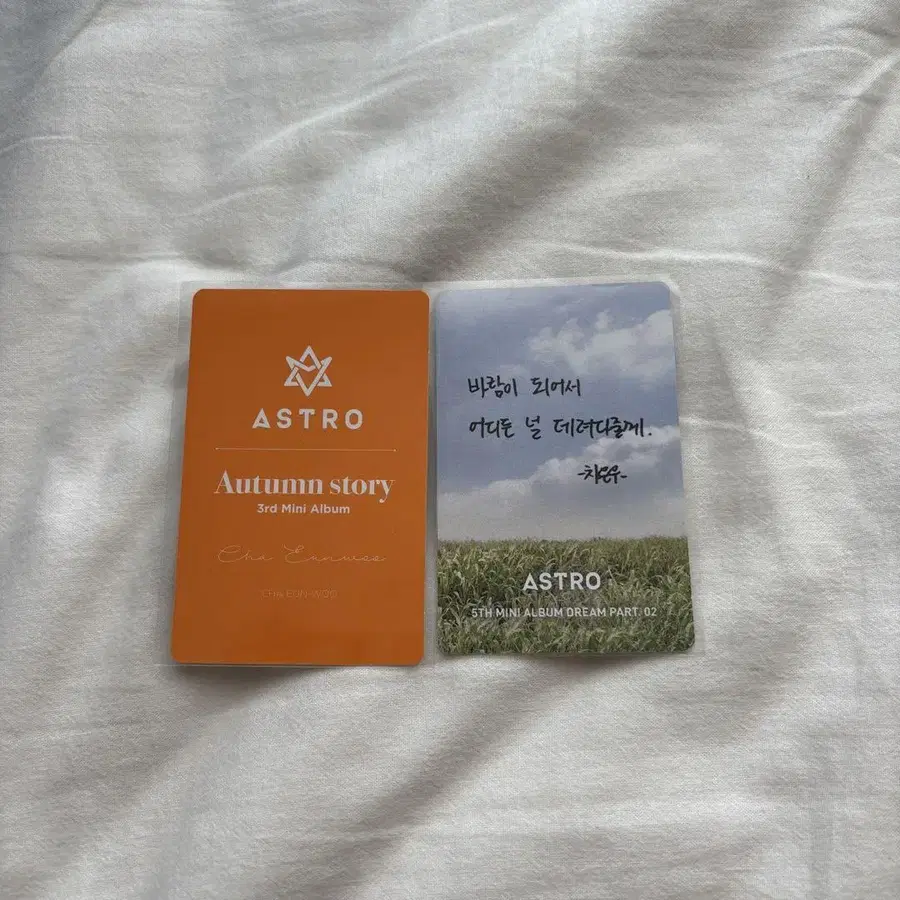 ASTRO
Autumn story
3rd Mini Album
Cha Eunwoo
CHA EUN-WOO
바람이 되어서
어디든 널 데려다줄게.
-차은우-
ASTRO
5TH MINI ALBUM DREAM PART. 02